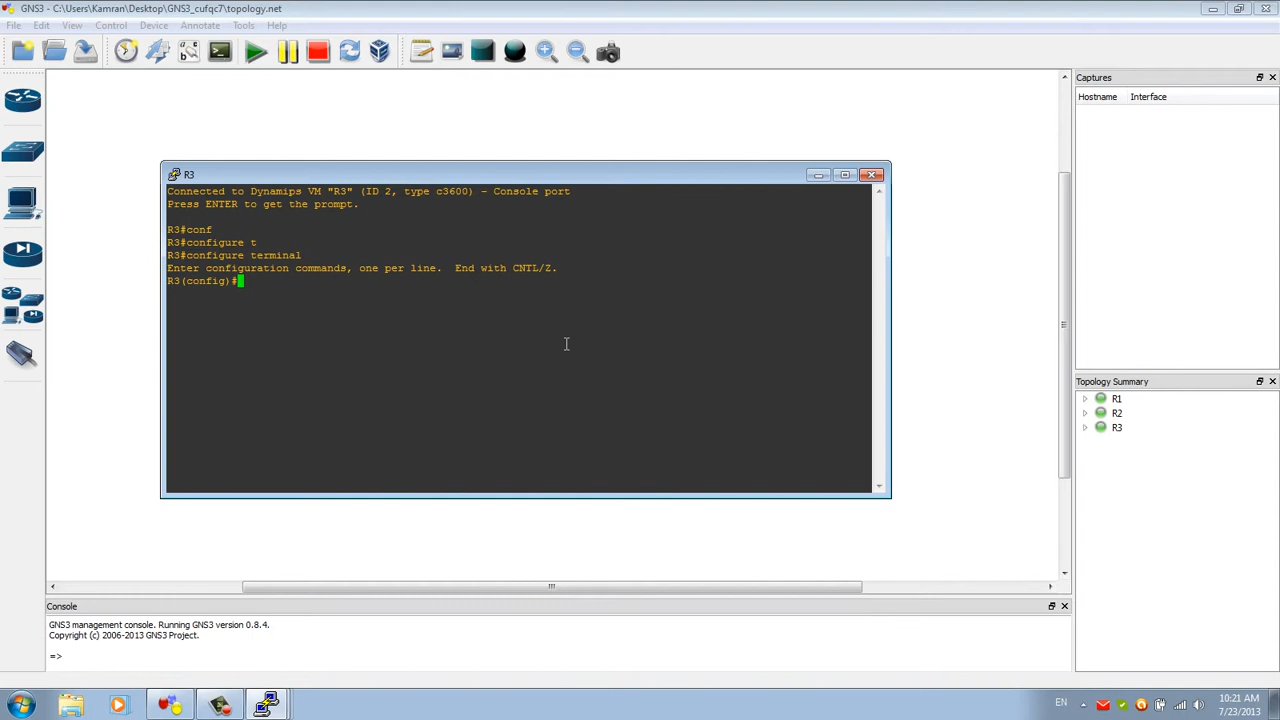 GNS3 - C:\Users\Kamran\Desktop\GNS3_cufqc7\topology.net
File Edit View Control Device Annotate Tools Help
Captures
Hostname Interface
R3
Connected to Dynamips VM "R3" (ID 2, type c3600) - Console port
Press ENTER to get the prompt.
R3#conf
R3#configure t
R3#configure terminal
Enter configuration commands, one per line. End with CNTL/Z.
R3(config)#
Topology Summary
R1
R2
R3
Console
GNS3 management console. Running GNS3 version 0.8.4.
Copyright (c) 2006-2013 GNS3 Project.
=>
EN
10:21 AM
7/23/2013